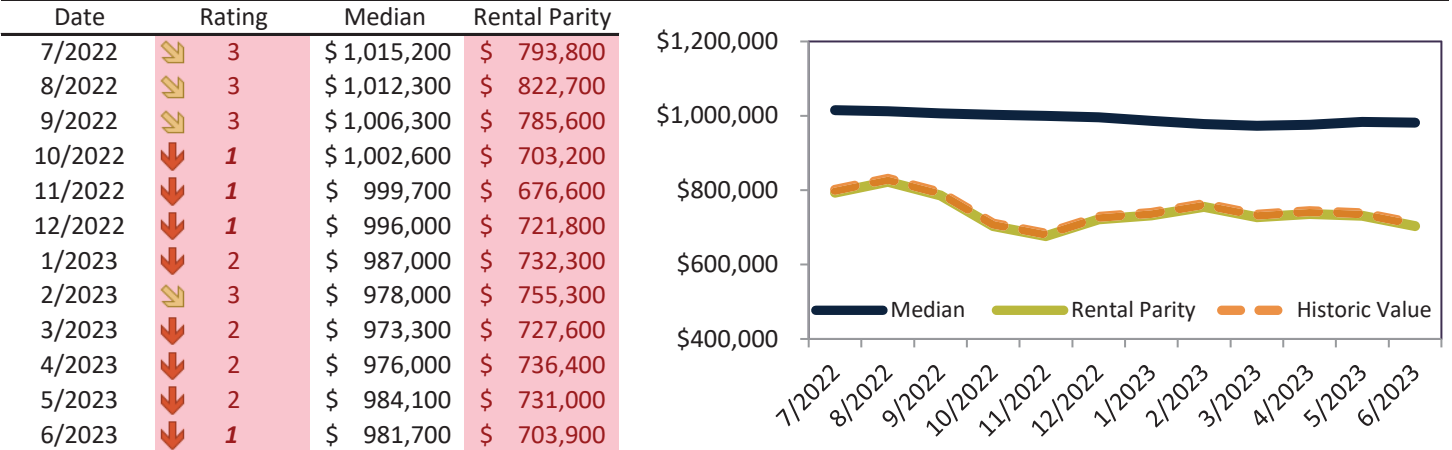 Date Rating Median Rental Parity
7/2022 3 $ 1,015,200 $ 793,800
8/2022 3 $ 1,012,300 $ 822,700
9/2022 3 $ 1,006,300 $ 785,600
10/2022 1 $ 1,002,600 $ 703,200
11/2022 1 $ 999,700 $ 676,600
12/2022 1 $ 996,000 $ 721,800
1/2023 2 $ 987,000 $ 732,300
2/2023 3 $ 978,000 $ 755,300
3/2023 2 $ 973,300 $ 727,600
4/2023 2 $ 976,000 $ 736,400
5/2023 2 $ 984,100 $ 731,000
6/2023 1 $ 981,700 $ 703,900
$1,200,000
$1,000,000
$800,000
$600,000
$400,000
Median Rental Parity Historic Value
7/2022 8/2022 9/2022 10/2022 11/2022 12/2022 1/2023 2/2023 3/2023 4/2023 5/2023 6/2023